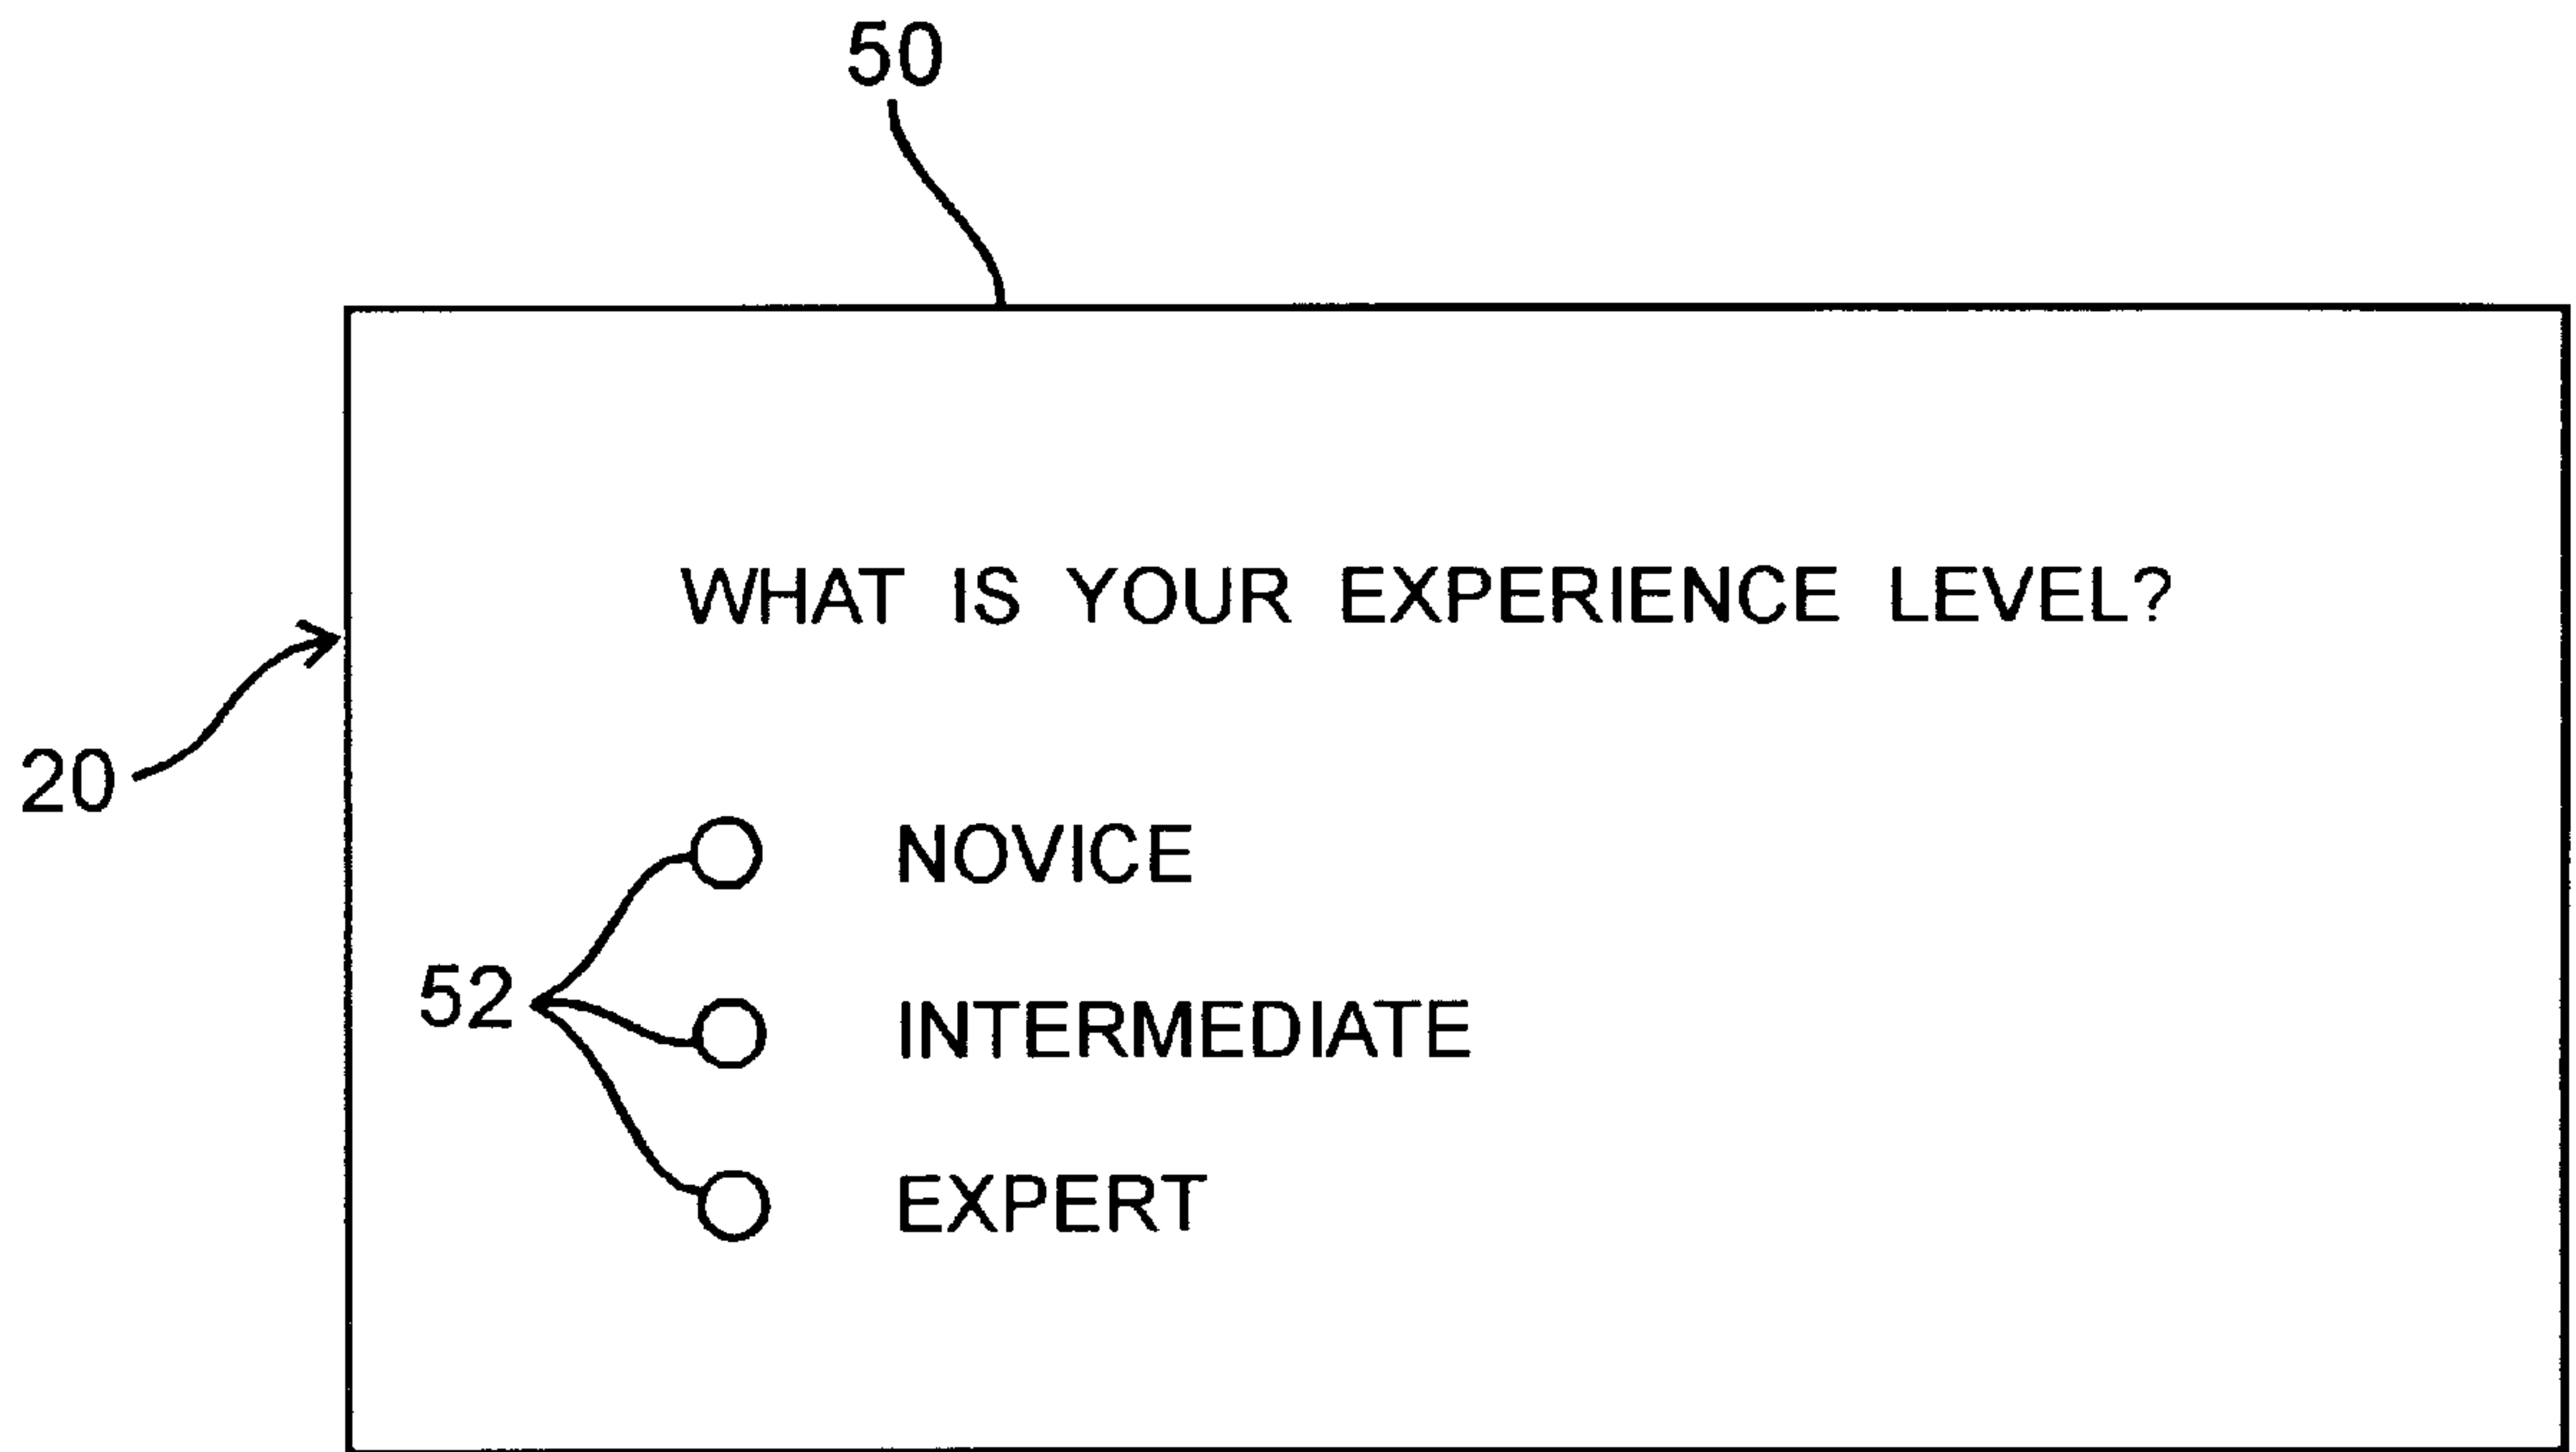 50
WHAT IS YOUR EXPERIENCE LEVEL?
20
NOVICE
52
INTERMEDIATE
EXPERT